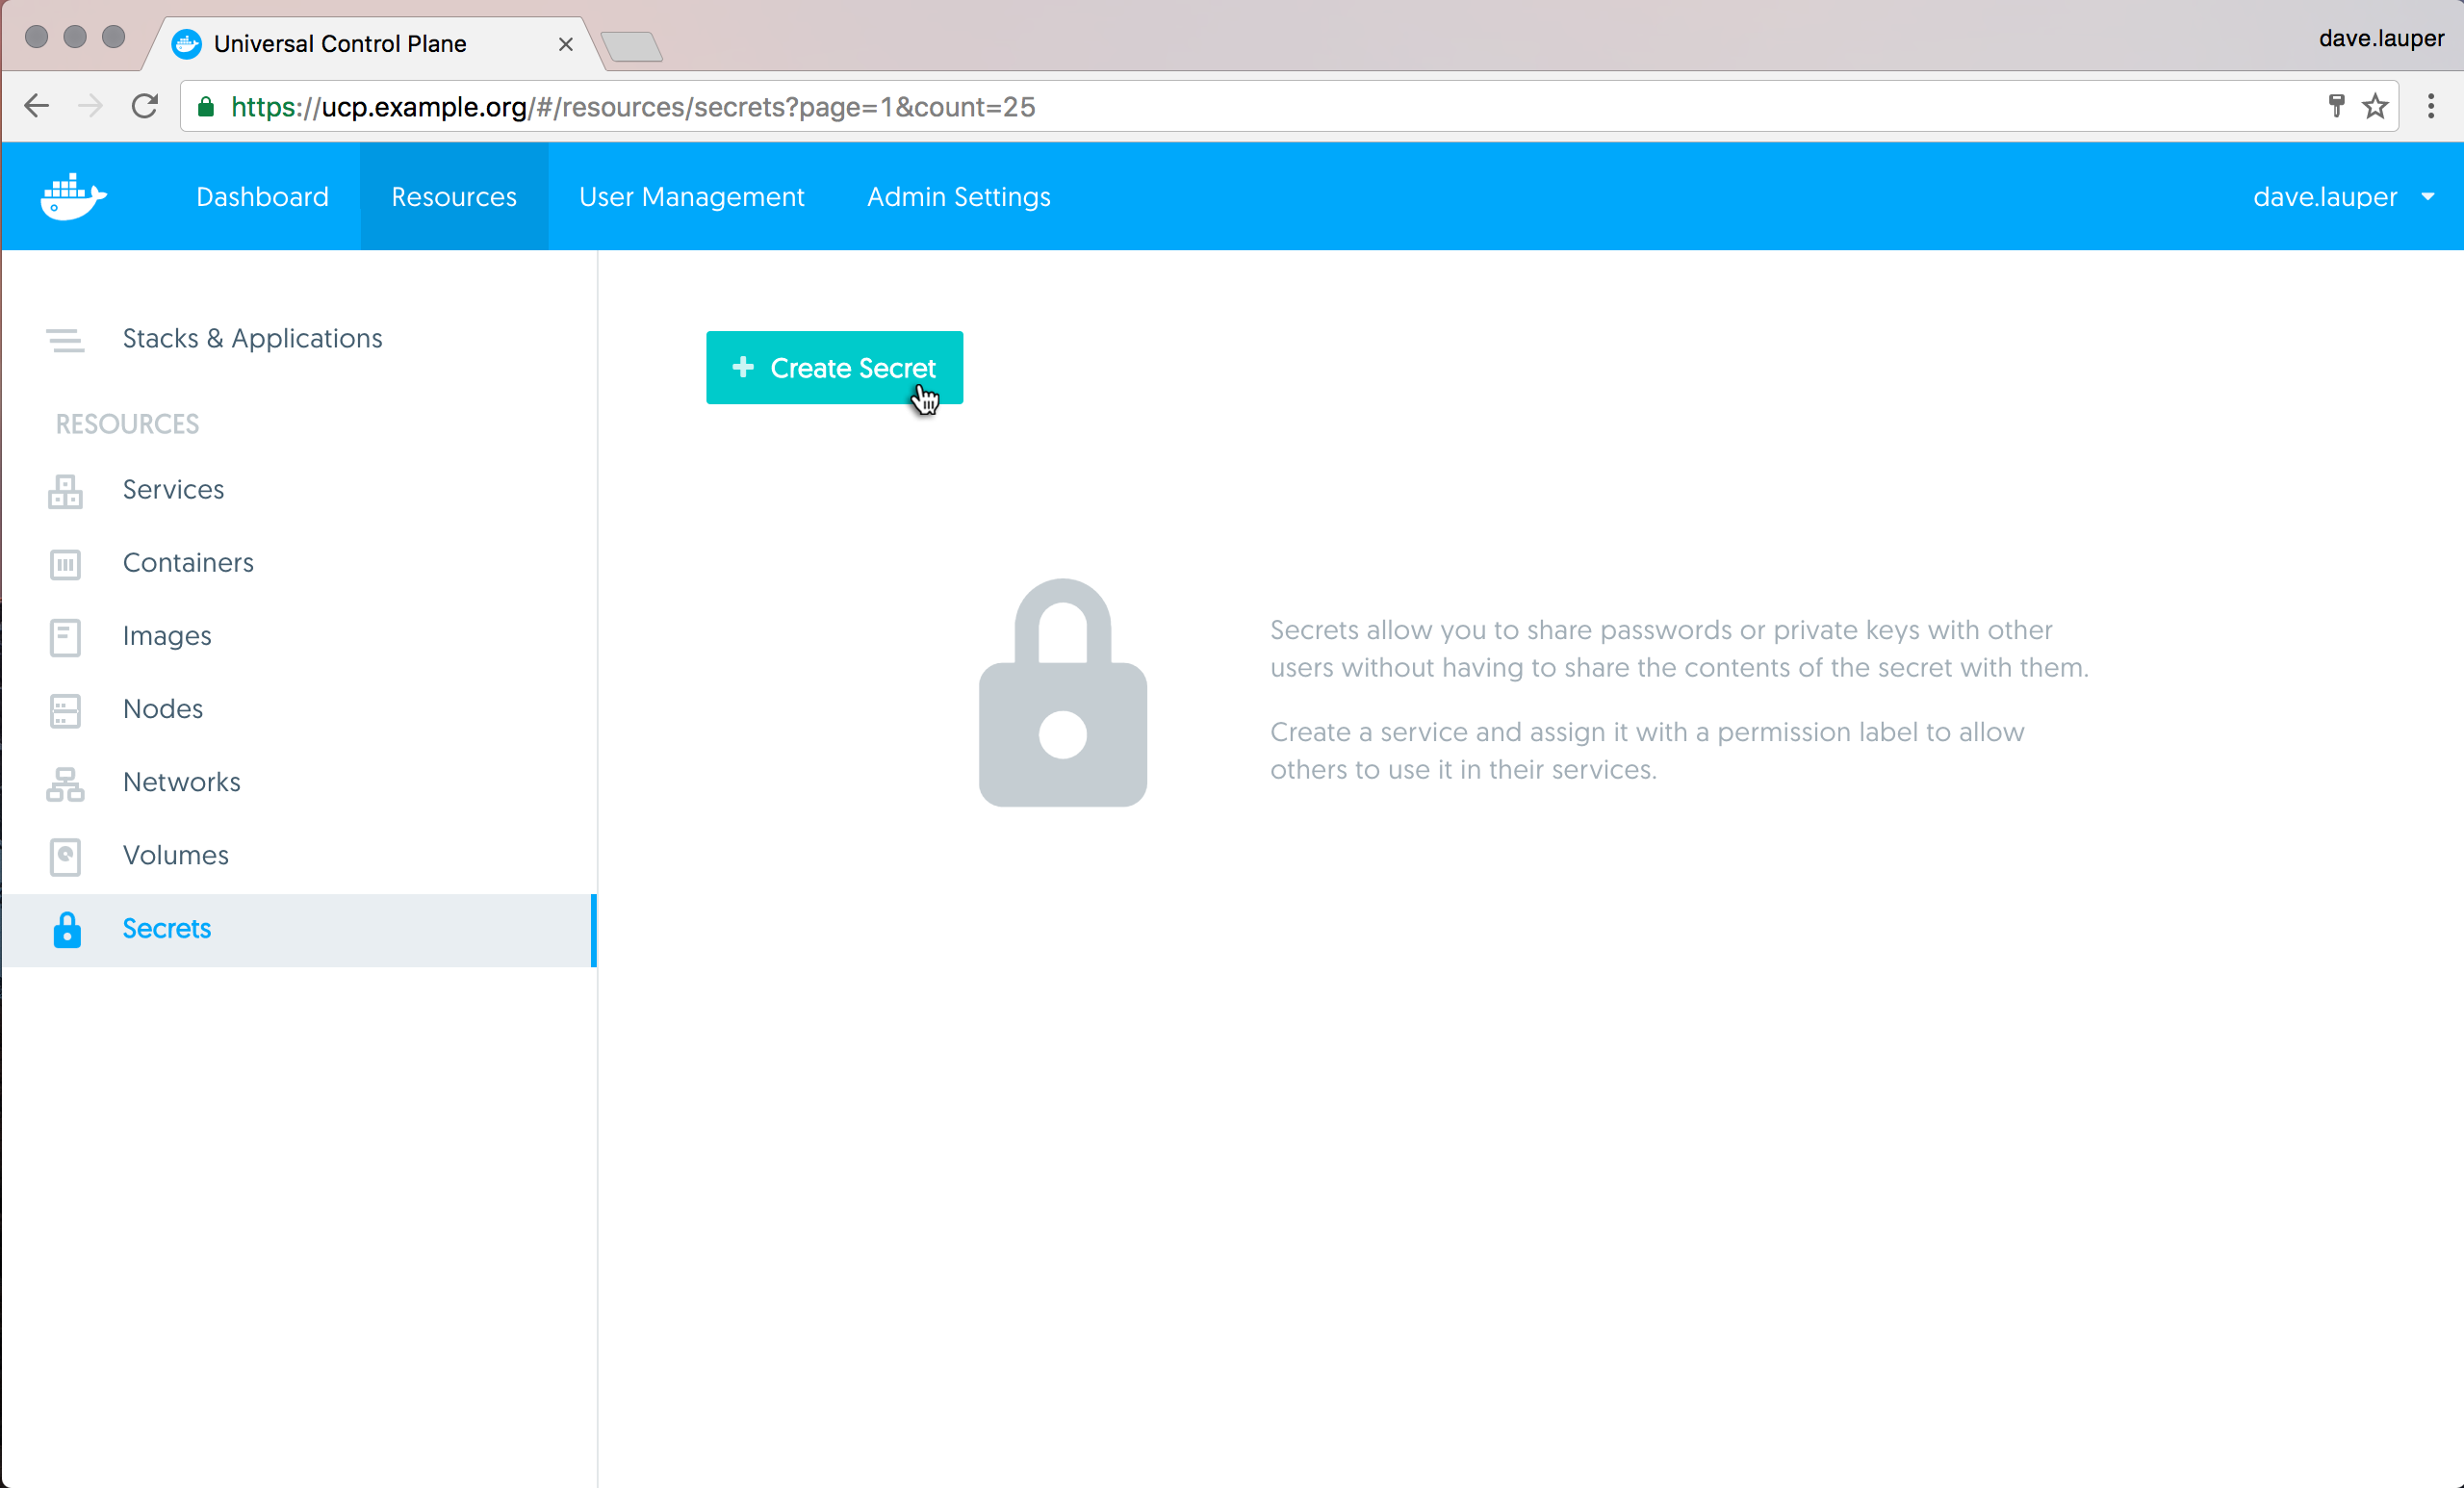 Universal Control Plane
dave.lauper
https://ucp.example.org/#/resources/secrets?page=1&count=25
Dashboard
Resources
User Management
Admin Settings
dave.lauper
Stacks & Applications
RESOURCES
Services
Containers
Images
Nodes
Networks
Volumes
Secrets
+ Create Secret
Secrets allow you to share passwords or private keys with other
users without having to share the contents of the secret with them.
Create a service and assign it with a permission label to allow
others to use it in their services.